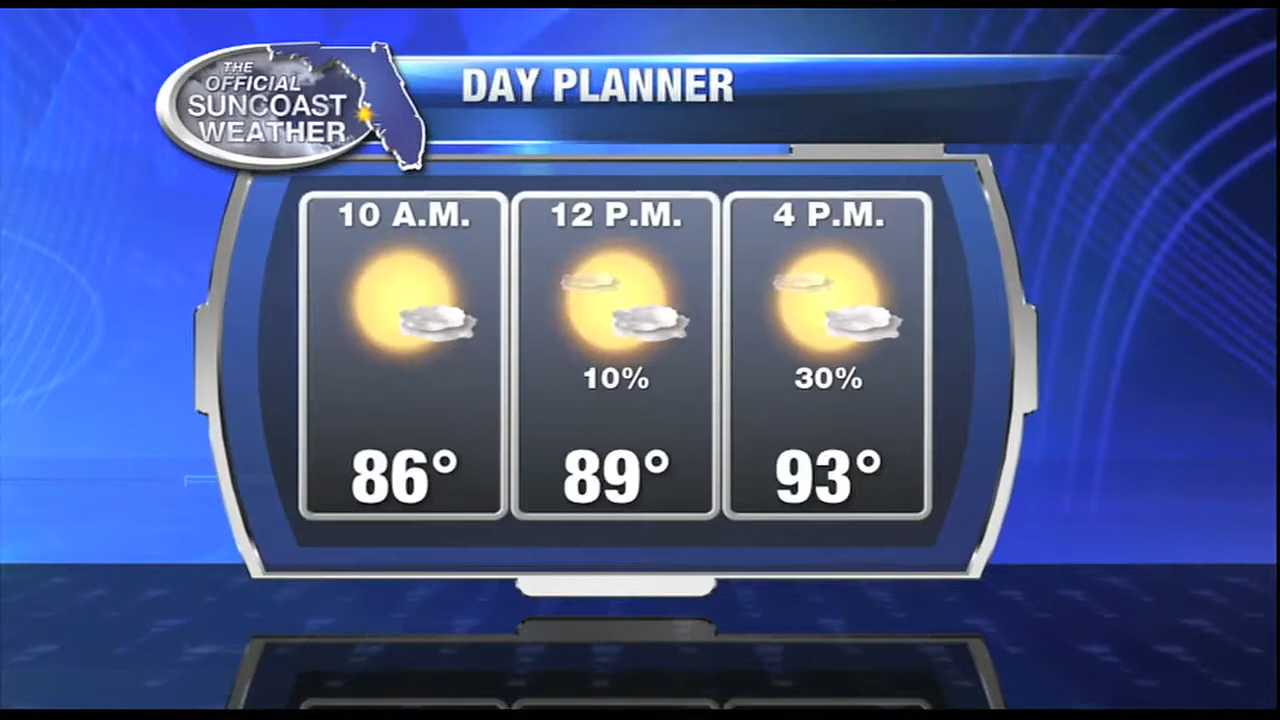 THE
OFFICIAL
SUNCOAST
WEATHER
DAY PLANNER
10 A.M.
86°
12 P.M.
10%
89°
4 P.M.
30%
93°